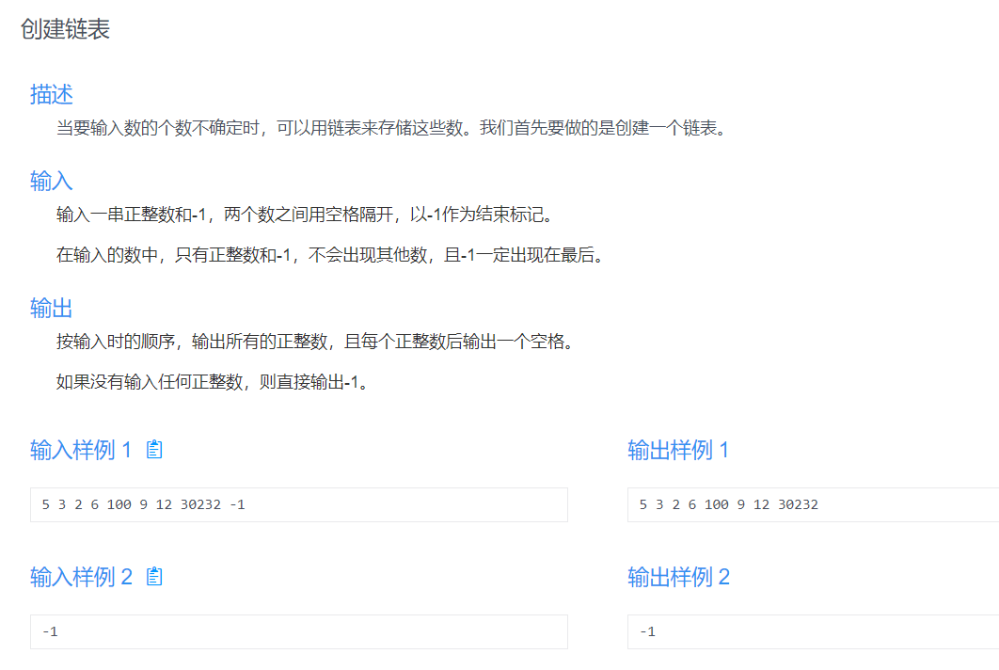 创建链表
描述
当要输入数的个数不确定时，可以用链表来存储这些数。我们首先要做的是创建一个链表。
输入
输入一串正整数和-1，两个数之间用空格隔开，以-1作为结束标记。
在输入的数中，只有正整数和-1，不会出现其他数，且-1一定出现在最后。
输出
按输入时的顺序，输出所有的正整数，且每个正整数后输出一个空格。
如果没有输入任何正整数，则直接输出-1。
输入样例 1
输出样例 1
5 3 2 6 100 9 12 30232 -1
5 3 2 6 100 9 12 30232
输入样例 2
输出样例 2
-1
-1